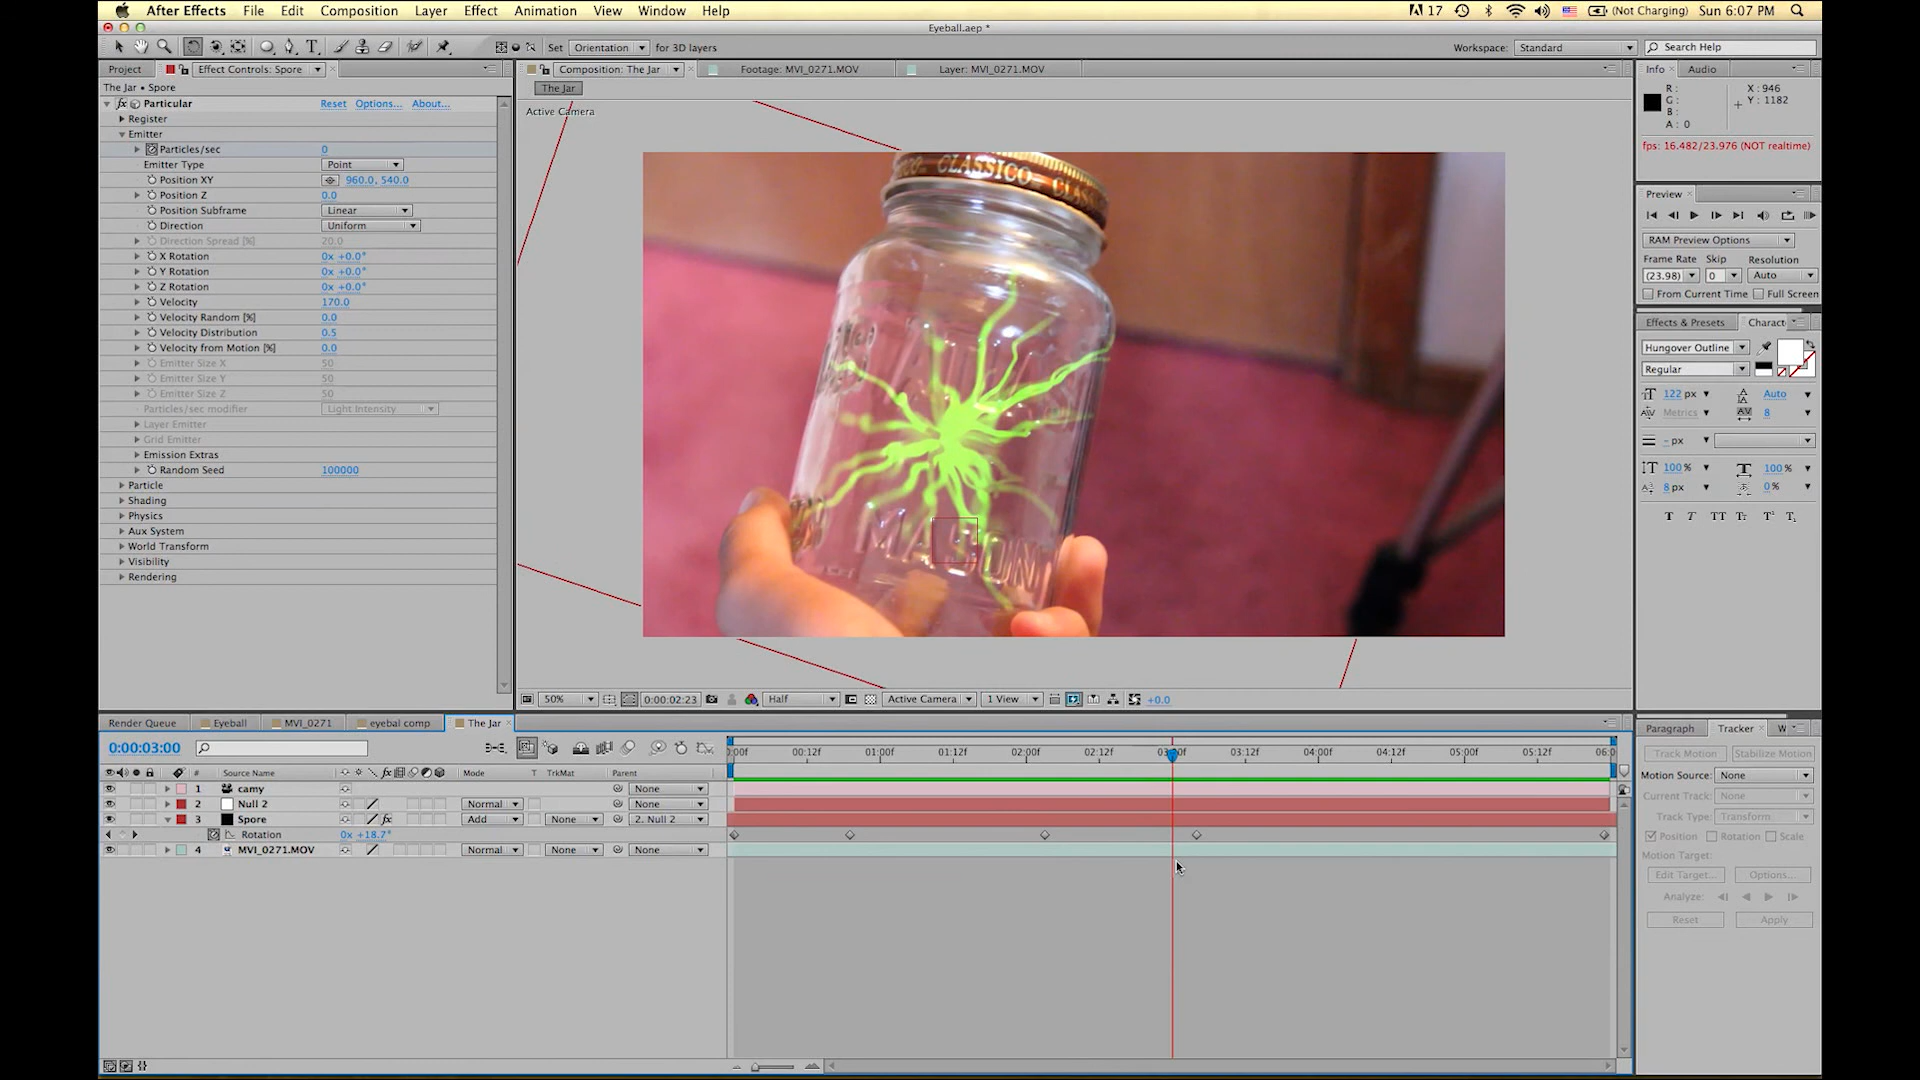 After Effects File Edit Composition Layer Effect Animation View Window Help 17 (Not Charging) Sun 6:07 PM
Eyeball.aep *
T Set Orientation for 3D layers Workspace: Standard Search Help
Project Effect Controls: Spore Composition: The Jar Footage: MVI_0271.MOV Layer: MVI_0271.MOV Info Audio
The Jar • Spore
The Jar
R: G: B: A: 0
X: 946
Y: 1182
fx Particular Reset Options... About...
Active Camera
Register
Emitter
Particles/sec 0
fps: 16.482/23.976 (NOT realtime)
Emitter Type Point
Position XY 960.0, 540.0
Position Z 0.0
Position Subframe Linear
Direction Uniform
Direction Spread [%] 20.0
X Rotation 0x +0.0°
Y Rotation 0x +0.0°
Z Rotation 0x +0.0°
Velocity 170.0
Velocity Random [%] 0.0
Velocity Distribution 0.5
Velocity from Motion [%] 0.0
Emitter Size X 50
Emitter Size Y 50
Emitter Size Z 50
Particles/sec modifier Light Intensity
Layer Emitter
Grid Emitter
Emission Extras
Random Seed 100000
Particle
Shading
Physics
Aux System
World Transform
Visibility
Rendering
CLASSICO
MASON
Preview
RAM Preview Options
Frame Rate Skip Resolution
(23.98) 0 Auto
From Current Time Full Screen
Effects & Presets Charact
Hungover Outline
Regular
122 px Auto
Metrics 8
- px
100 % 100 %
8 px 0 %
T T TT Tr T¹ T₁
50% 0:00:02:23 Half Active Camera 1 View +0.0
Render Queue Eyeball MVI_0271 eyebal comp The Jar
Paragraph Tracker W
0:00:03:00
:00f 00:12f 01:00f 01:12f 02:00f 02:12f 03:00f 03:12f 04:00f 04:12f 05:00f 05:12f 06:0
Track Motion Stabilize Motion
Motion Source: None
Current Track: None
Track Type: Transform
Position Rotation Scale
Motion Target:
Edit Target... Options...
Analyze:
Reset Apply
# Source Name fx Mode T TrkMat Parent
1 camy None
2 Null 2 Normal None
3 Spore fx Add None 2. Null 2
Rotation 0x +18.7°
4 MVI_0271.MOV Normal None None